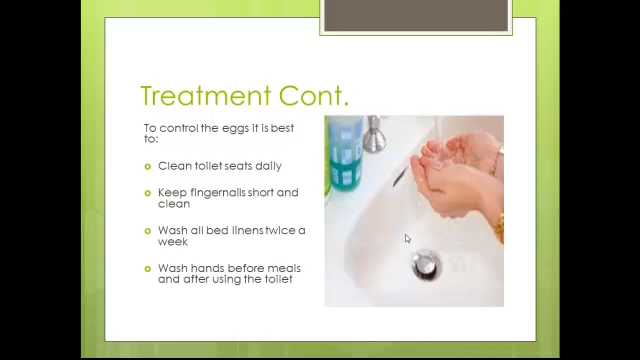 Treatment Cont.
To control the eggs it is best
to:
Clean toilet seats daily
Keep fingernails short and
clean
Wash all bed linens twice a
week
Wash hands before meals
and after using the toilet